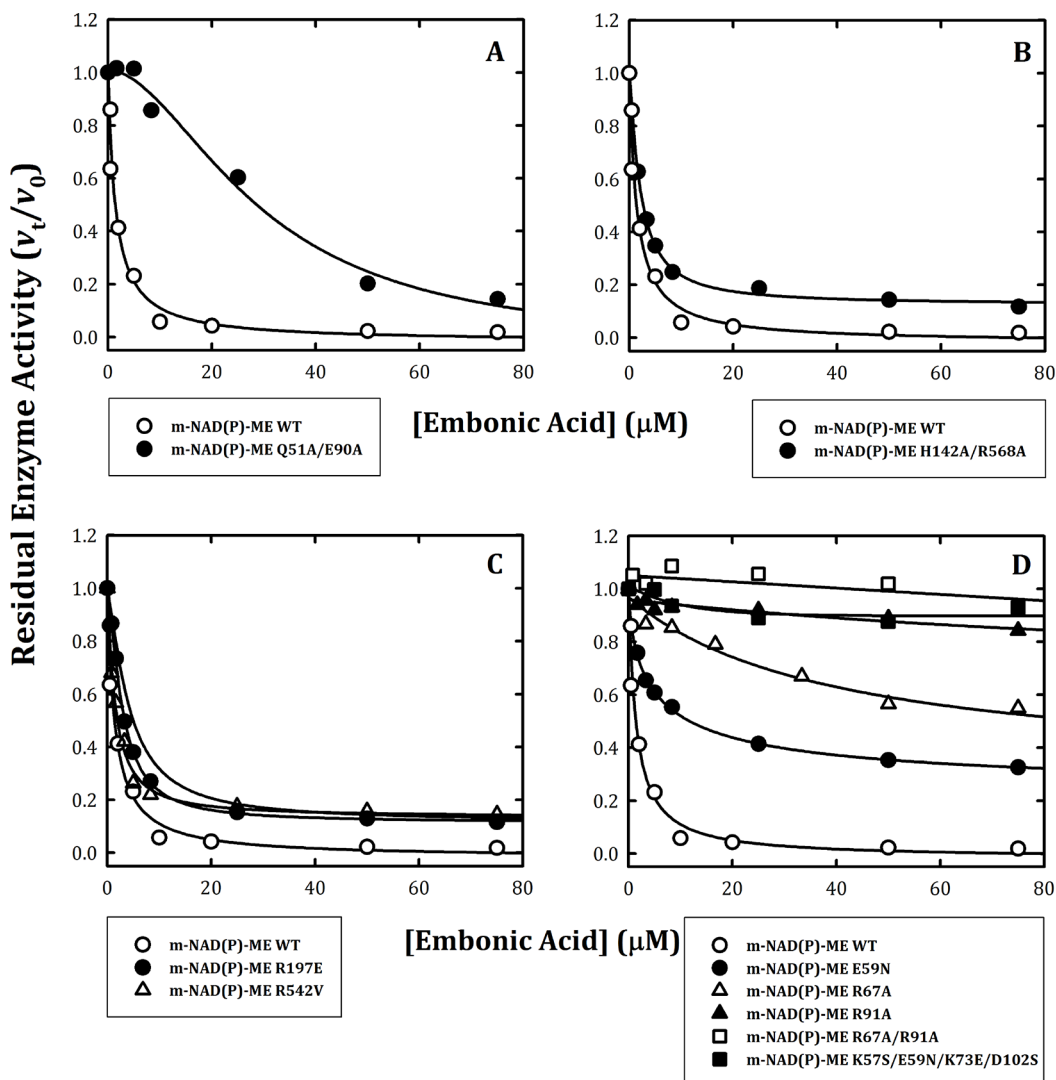 Residual Enzyme Activity (vt/v0)
A
1.2
1.0
0.8
0.6
0.4
0.2
0.0
0 20 40 60 80
m-NAD(P)-ME WT
m-NAD(P)-ME Q51A/E90A
B
1.2
1.0
0.8
0.6
0.4
0.2
0.0
0 20 40 60 80
m-NAD(P)-ME WT
m-NAD(P)-ME H142A/R568A
[Embonic Acid] (μM)
C
1.2
1.0
0.8
0.6
0.4
0.2
0.0
0 20 40 60 80
m-NAD(P)-ME WT
m-NAD(P)-ME R197E
m-NAD(P)-ME R542V
D
1.2
1.0
0.8
0.6
0.4
0.2
0.0
0 20 40 60 80
[Embonic Acid] (μM)
m-NAD(P)-ME WT
m-NAD(P)-ME E59N
m-NAD(P)-ME R67A
m-NAD(P)-ME R91A
m-NAD(P)-ME R67A/R91A
m-NAD(P)-ME K57S/E59N/K73E/D102S